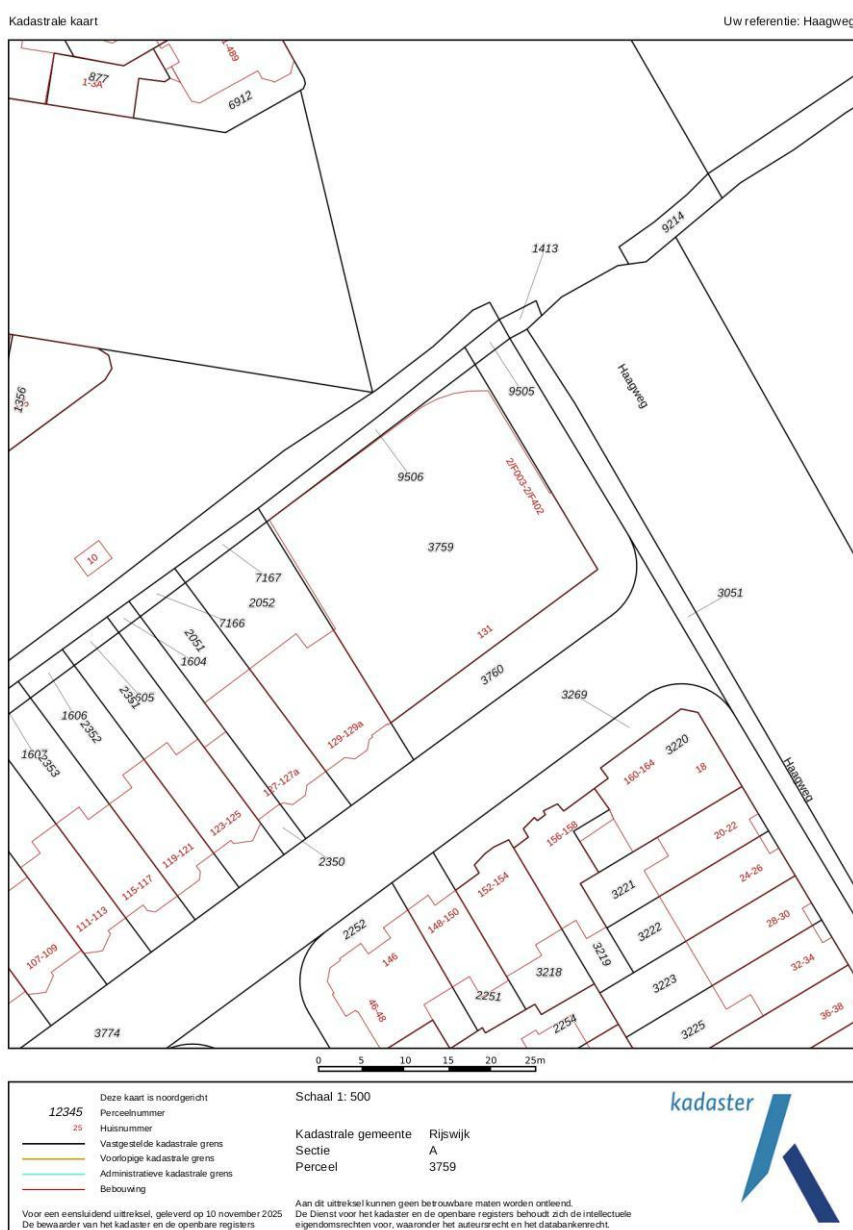 Kadastrale kaart
Uw referentie: Haagweg
877
1-3A
1-489
6912
9214
1413
9505
Haagweg
1356
2/F003-2/F402
9506
3759
10
7167
2052
7166
2051
1604
131
3051
3760
3269
605
2351
1606
2352
1607
2353
129-129a
127-127a
123-125
119-121
115-117
111-113
107-109
2350
3220
160-164
18
Haagweg
156-158
20-22
152-154
24-26
3221
148-150
28-30
3222
2252
146
3219
32-34
3218
3223
2251
46-48
36-38
2254
3225
3774
0 5 10 15 20 25m
Deze kaart is noordgericht
12345 Perceelnummer
25 Huisnummer
Vastgestelde kadastrale grens
Voorlopige kadastrale grens
Administratieve kadastrale grens
Bebouwing
Voor een eensluidend uittreksel, geleverd op 10 november 2025
De bewaarder van het kadaster en de openbare registers
Schaal 1: 500
Kadastrale gemeente Rijswijk
Sectie A
Perceel 3759
Aan dit uittreksel kunnen geen betrouwbare maten worden ontleend.
De Dienst voor het kadaster en de openbare registers behoudt zich de intellectuele
eigendomsrechten voor, waaronder het auteursrecht en het databankenrecht.
kadaster